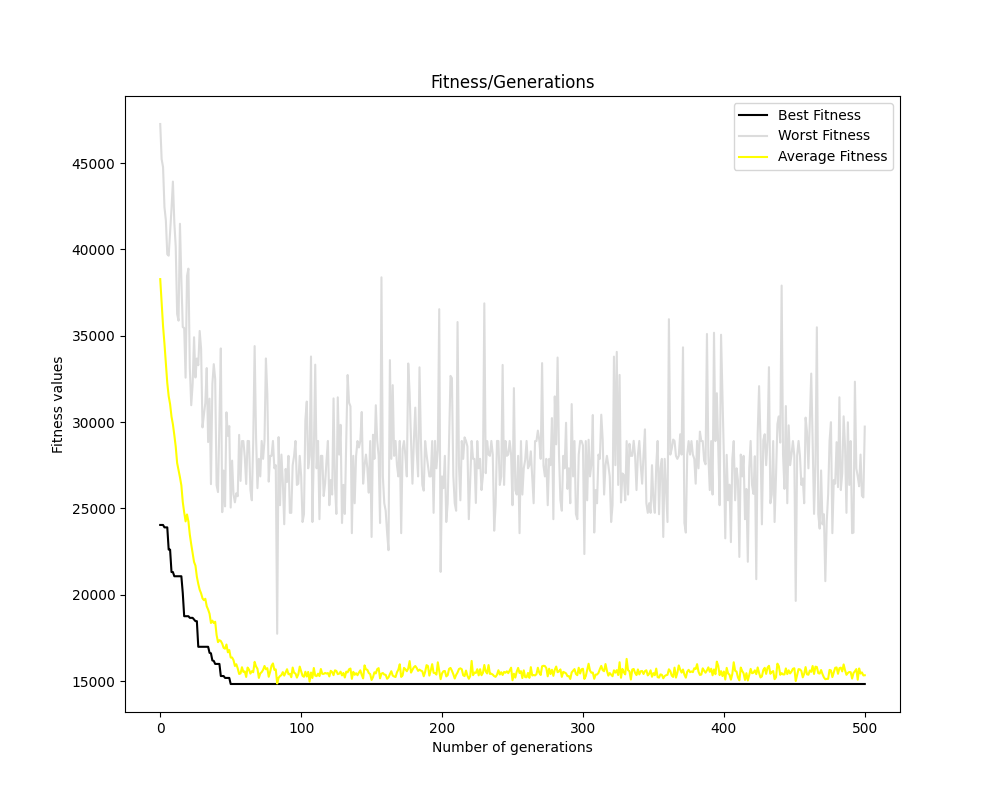 Fitness/Generations
Best Fitness
Worst Fitness
Average Fitness
Fitness values
45000
40000
35000
30000
25000
20000
15000
0 100 200 300 400 500
Number of generations